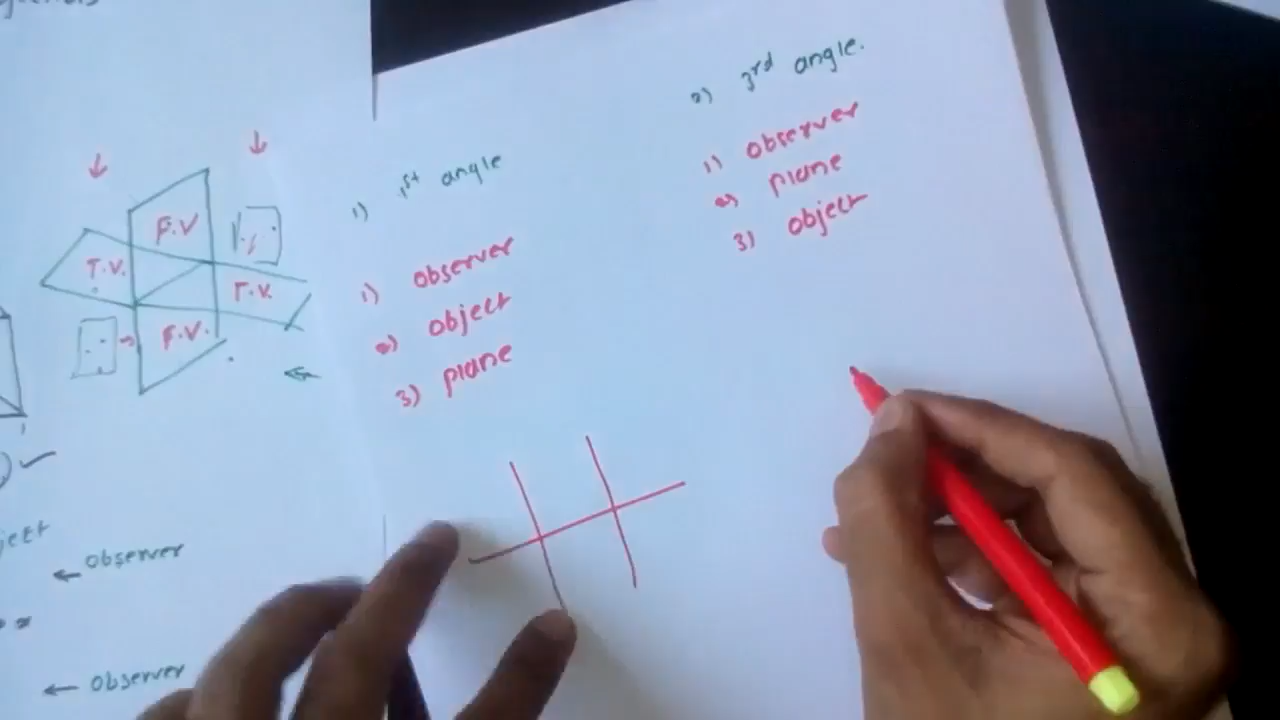 F.V
T.V.
T.V.
F.V.
← observer
← observer
1) 1st angle
1) observer
2) object
3) plane
2) 3rd angle.
1) observer
2) plane
3) object